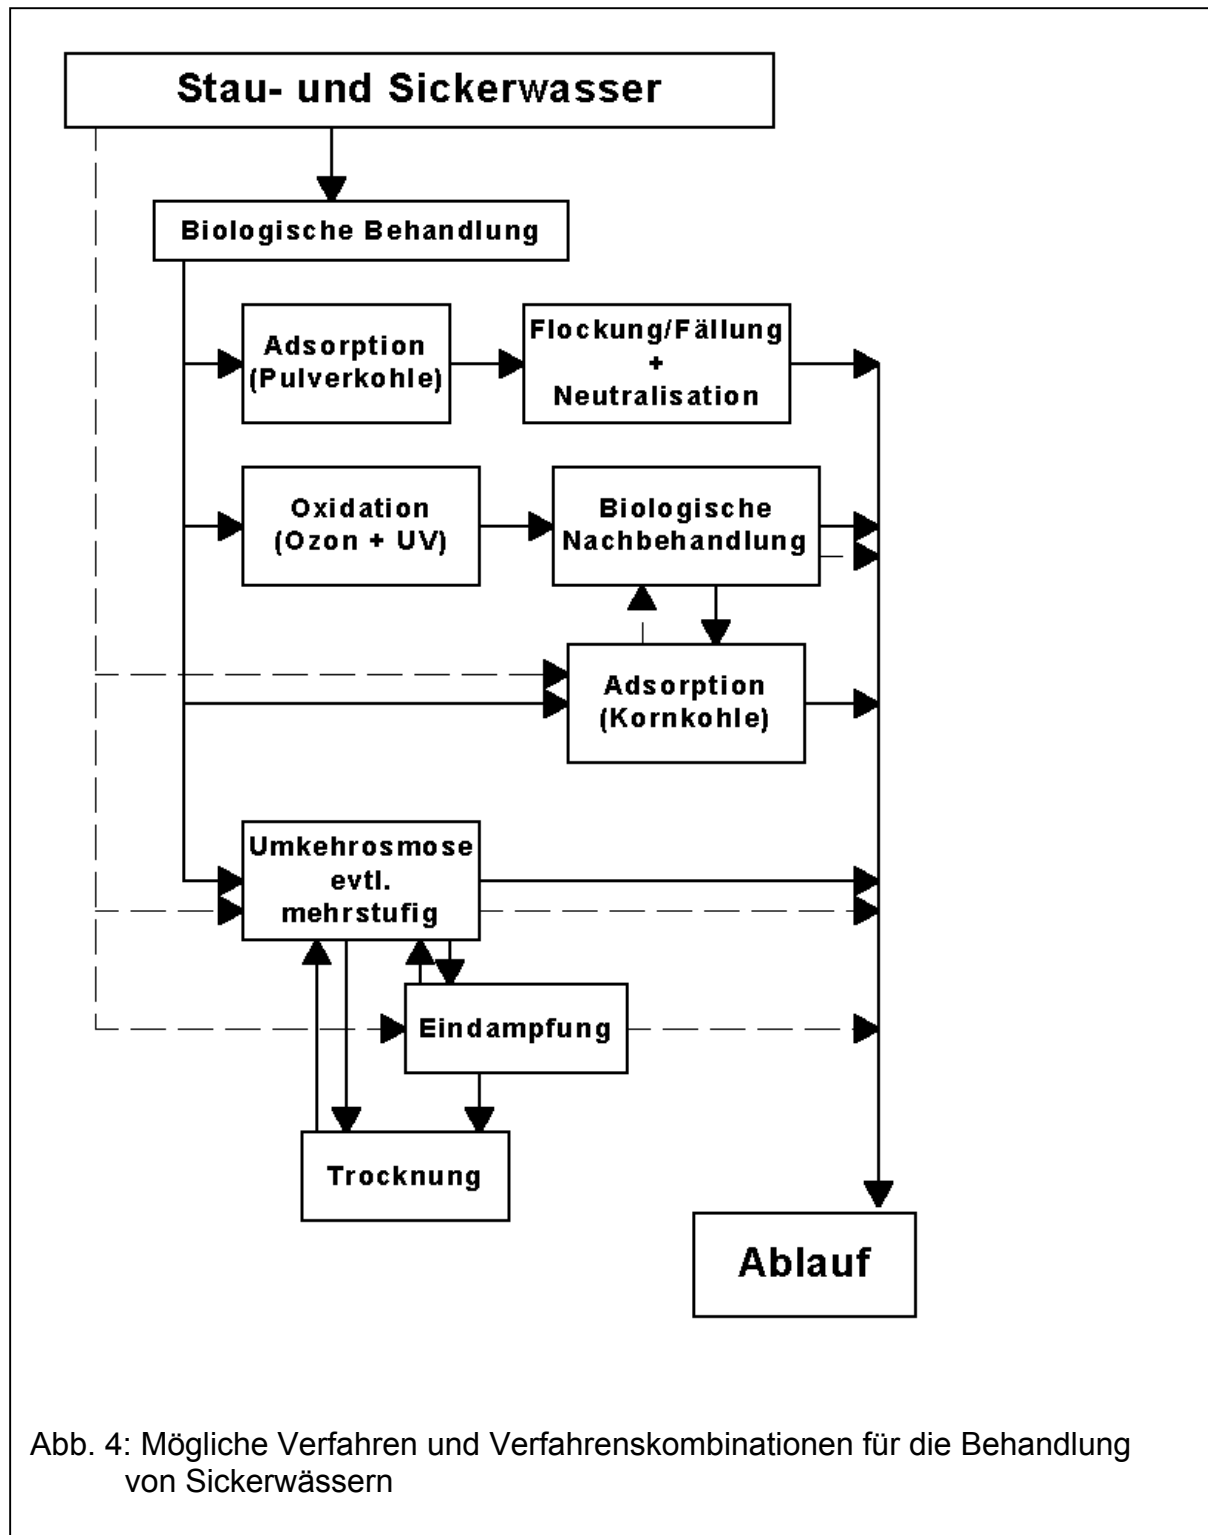 Stau- und Sickerwasser
Biologische Behandlung
Adsorption
(Pulverkohle)
Flockung/Fällung
+
Neutralisation
Oxidation
(Ozon + UV)
Biologische
Nachbehandlung
Adsorption
(Kornkohle)
Umkehrosmose
evtl.
mehrstufig
Eindampfung
Trocknung
Ablauf
Abb. 4: Mögliche Verfahren und Verfahrenskombinationen für die Behandlung
von Sickerwässern